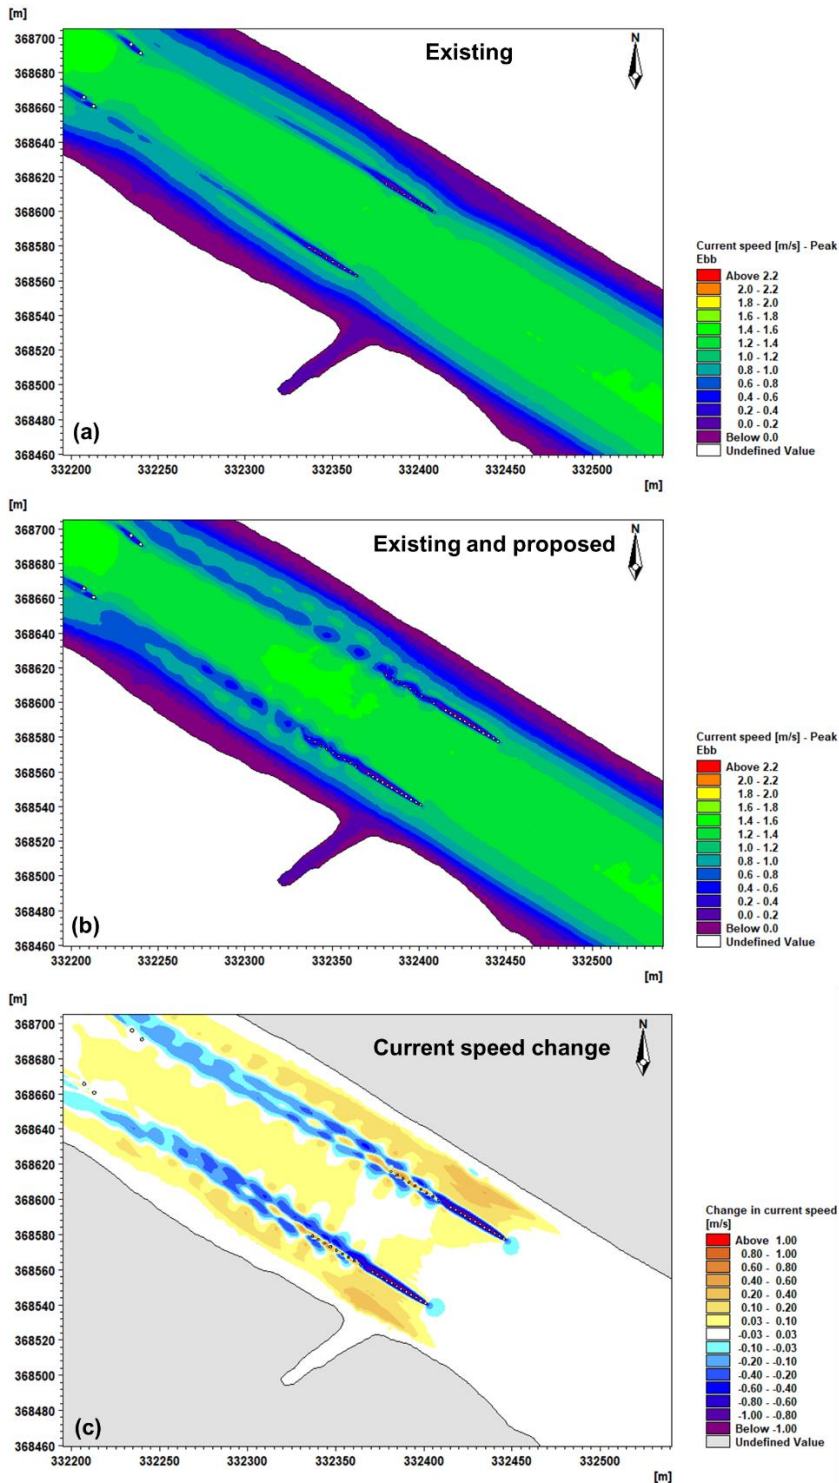 [m]
Existing
N
368700
368680
368660
368640
368620
368600
368580
368560
368540
368520
368500
368480
368460
(a)
332200 332250 332300 332350 332400 332450 332500
[m]
Current speed [m/s] - Peak
Ebb
Above 2.2
2.0 - 2.2
1.8 - 2.0
1.6 - 1.8
1.4 - 1.6
1.2 - 1.4
1.0 - 1.2
0.8 - 1.0
0.6 - 0.8
0.4 - 0.6
0.2 - 0.4
0.0 - 0.2
Below 0.0
Undefined Value
[m]
Existing and proposed
N
368700
368680
368660
368640
368620
368600
368580
368560
368540
368520
368500
368480
368460
(b)
332200 332250 332300 332350 332400 332450 332500
[m]
Current speed [m/s] - Peak
Ebb
Above 2.2
2.0 - 2.2
1.8 - 2.0
1.6 - 1.8
1.4 - 1.6
1.2 - 1.4
1.0 - 1.2
0.8 - 1.0
0.6 - 0.8
0.4 - 0.6
0.2 - 0.4
0.0 - 0.2
Below 0.0
Undefined Value
[m]
Current speed change
N
368700
368680
368660
368640
368620
368600
368580
368560
368540
368520
368500
368480
368460
(c)
332200 332250 332300 332350 332400 332450 332500
[m]
Change in current speed
[m/s]
Above 1.00
0.80 - 1.00
0.60 - 0.80
0.40 - 0.60
0.20 - 0.40
0.10 - 0.20
0.03 - 0.10
-0.03 - 0.03
-0.10 - -0.03
-0.20 - -0.10
-0.40 - -0.20
-0.60 - -0.40
-0.80 - -0.60
-1.00 - -0.80
Below -1.00
Undefined Value